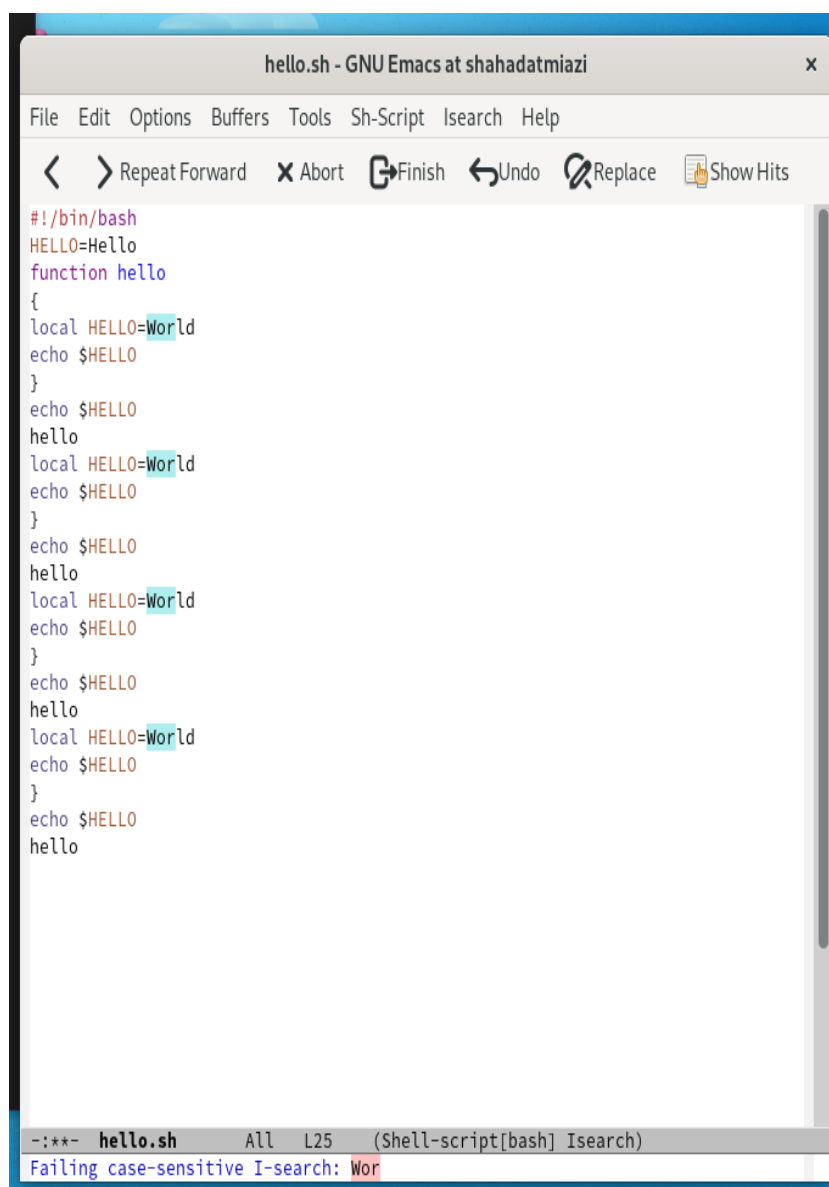 hello.sh - GNU Emacs at shahadatmiazi x
File Edit Options Buffers Tools Sh-Script Isearch Help
Repeat Forward Abort Finish Undo Replace Show Hits
#!/bin/bash
HELLO=Hello
function hello
{
local HELLO=World
echo $HELLO
}
echo $HELLO
hello
local HELLO=World
echo $HELLO
}
echo $HELLO
hello
local HELLO=World
echo $HELLO
}
echo $HELLO
hello
local HELLO=World
echo $HELLO
}
echo $HELLO
hello
-:**- hello.sh All L25 (Shell-script[bash] Isearch)
Failing case-sensitive I-search: Wor